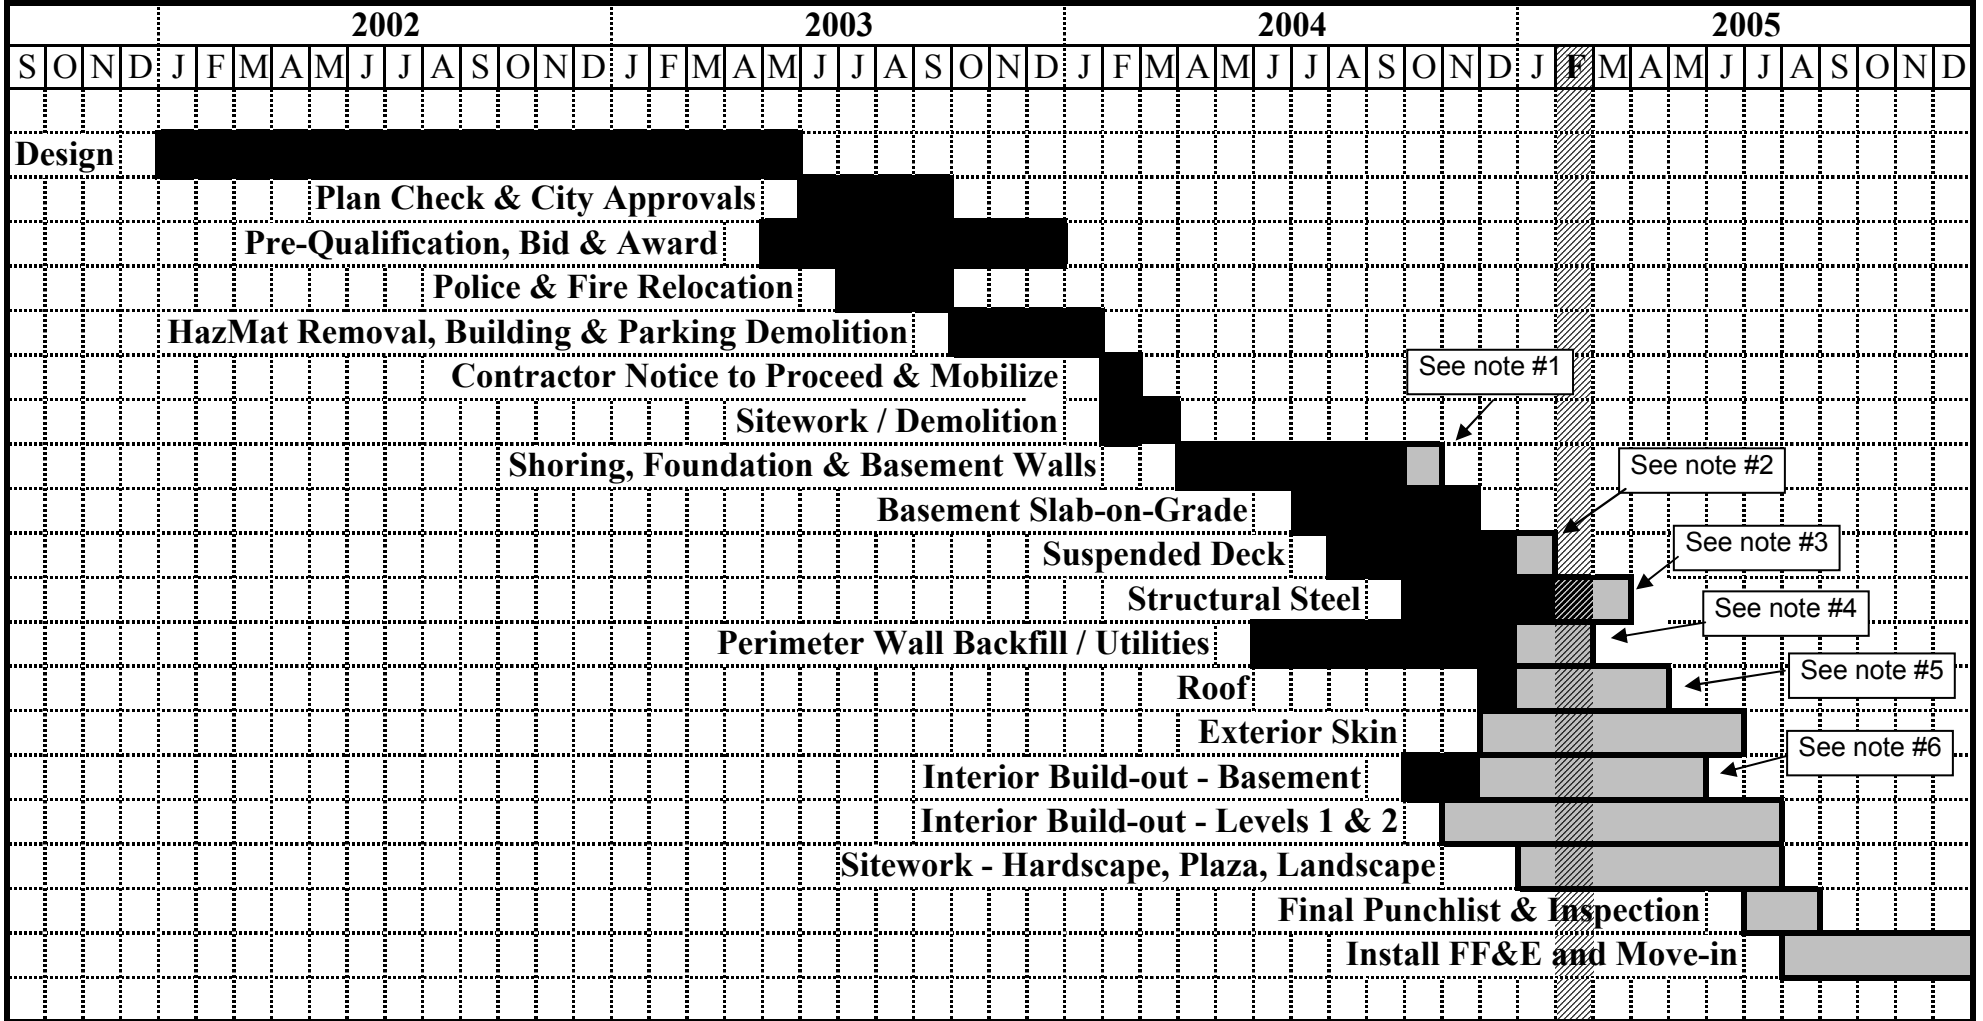 2002 2003 2004 2005
S O N D J F M A M J J A S O N D J F M A M J J A S O N D J F M A M J J A S O N D J F M A M J J A S O N D
Design
Plan Check & City Approvals
Pre-Qualification, Bid & Award
Police & Fire Relocation
HazMat Removal, Building & Parking Demolition
See note #1
Contractor Notice to Proceed & Mobilize
Sitework / Demolition
Shoring, Foundation & Basement Walls
See note #2
Basement Slab-on-Grade
See note #3
Suspended Deck
Structural Steel
See note #4
Perimeter Wall Backfill / Utilities
See note #5
Roof
Exterior Skin
See note #6
Interior Build-out - Basement
Interior Build-out - Levels 1 & 2
Sitework - Hardscape, Plaza, Landscape
Final Punchlist & Inspection
Install FF&E and Move-in